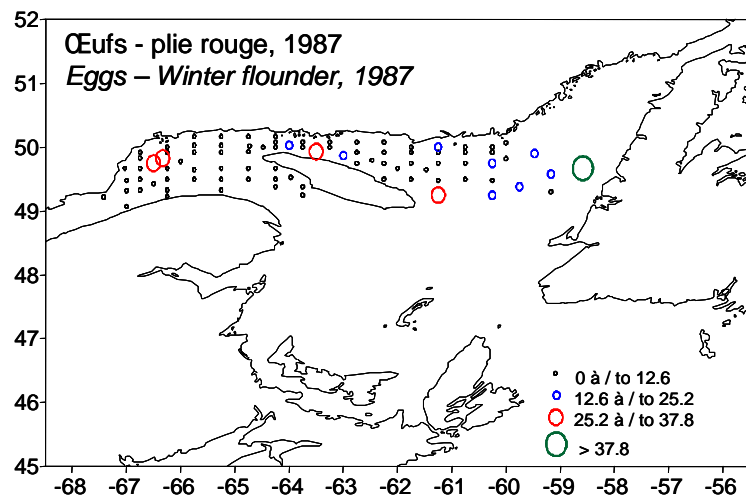 Œufs - plie rouge, 1987
Eggs – Winter flounder, 1987
52
51
50
49
48
47
46
45
0 à / to 12.6
12.6 à / to 25.2
25.2 à / to 37.8
> 37.8
-68 -67 -66 -65 -64 -63 -62 -61 -60 -59 -58 -57 -56